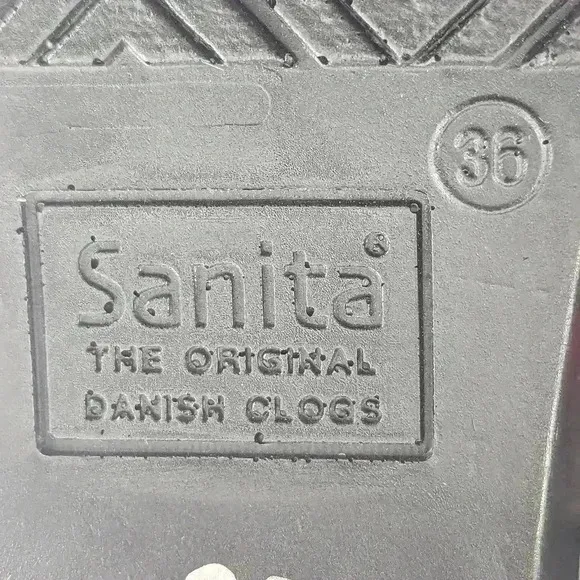 36
Sanita®
THE ORIGINAL
DANISH CLOGS